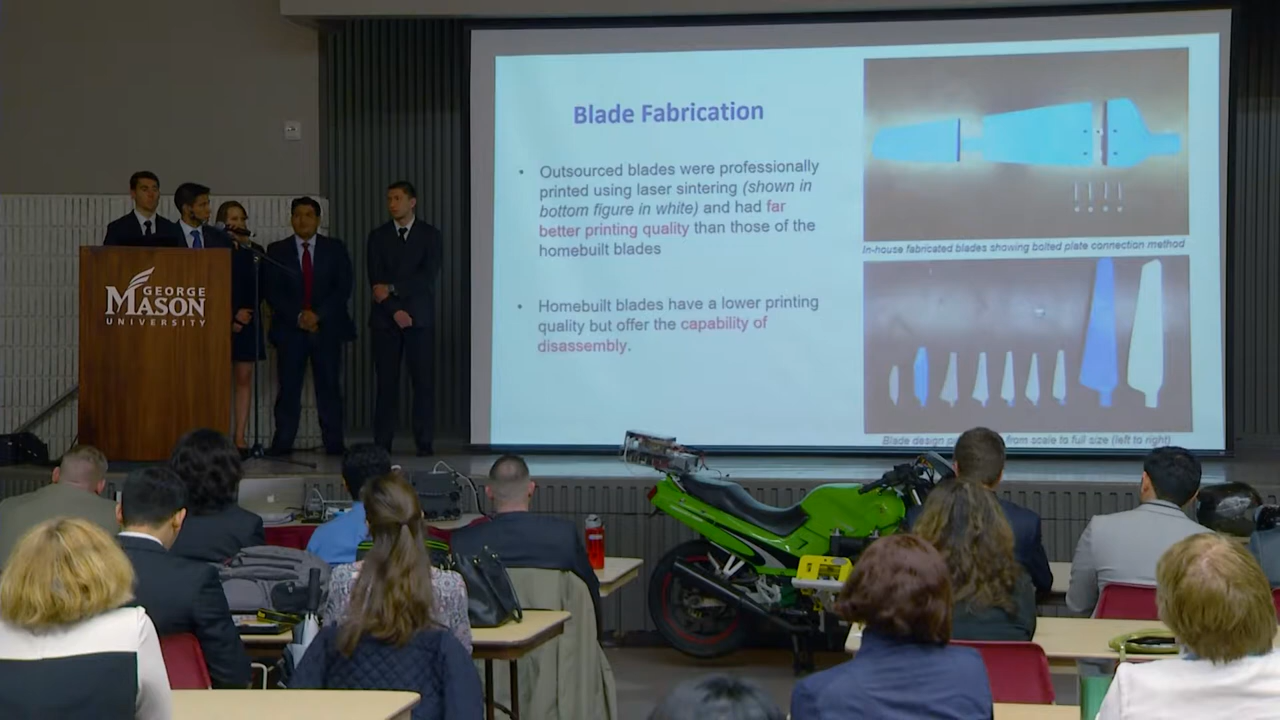 GEORGE
MASON
UNIVERSITY
Blade Fabrication
• Outsourced blades were professionally
printed using laser sintering (shown in
bottom figure in white) and had far
better printing quality than those of the
homebuilt blades
• Homebuilt blades have a lower printing
quality but offer the capability of
disassembly.
In-house fabricated blades showing bolted plate connection method
Blade design from scale to full size (left to right)